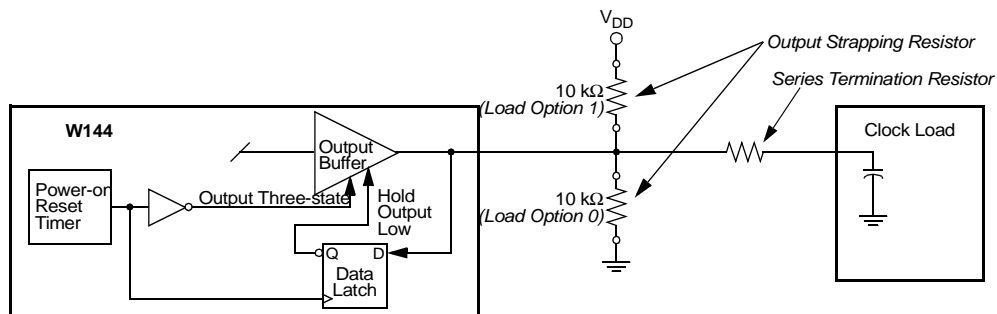 V_DD
Output Strapping Resistor
Series Termination Resistor
10 kΩ
(Load Option 1)
W144
Output
Buffer
Clock Load
Power-on
Reset
Timer
Output Three-state
Hold
Output
Low
10 kΩ
(Load Option 0)
Q
D
Data
Latch